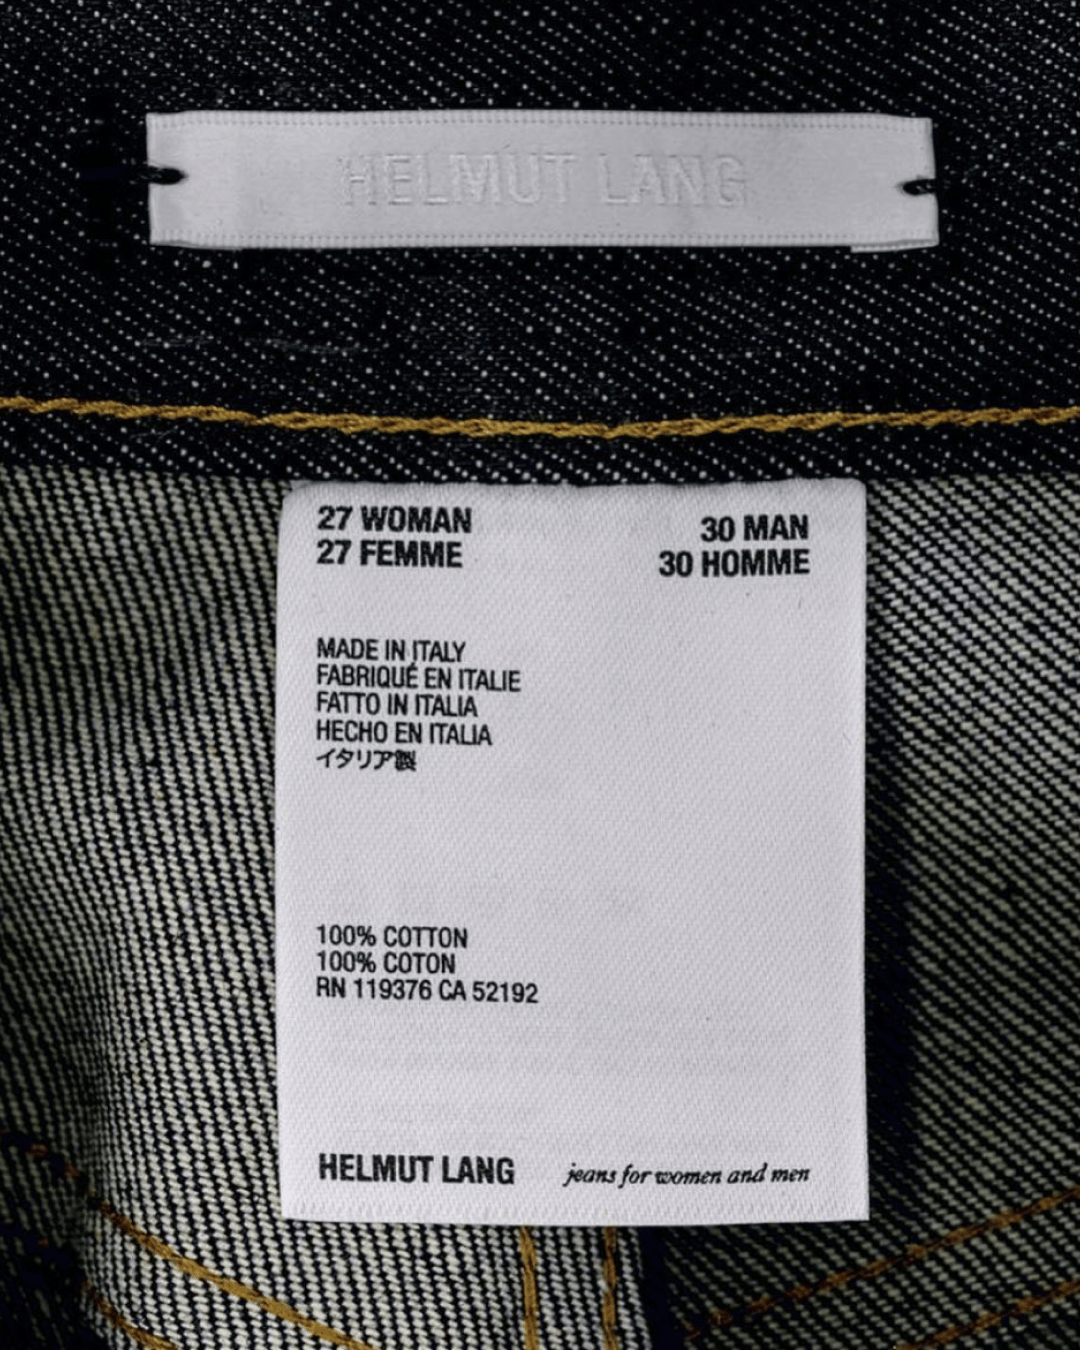 HELMUT LANG
27 WOMAN
27 FEMME
30 MAN
30 HOMME
MADE IN ITALY
FABRIQUÉ EN ITALIE
FATTO IN ITALIA
HECHO EN ITALIA
イタリア製
100% COTTON
100% COTON
RN 119376 CA 52192
HELMUT LANG jeans for women and men